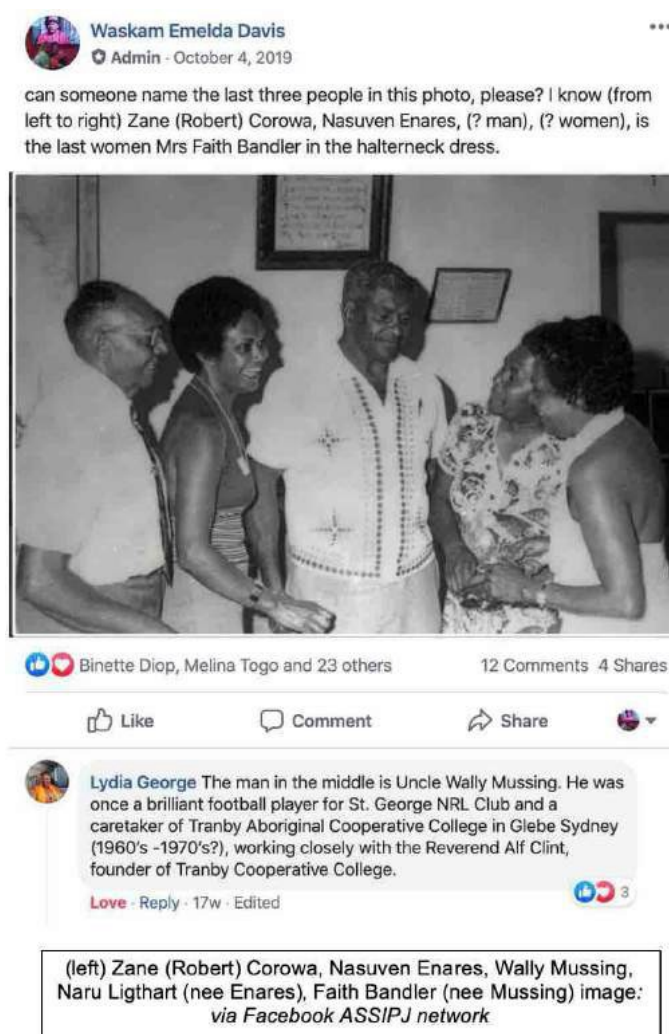 Waskam Emelda Davis
Admin · October 4, 2019
can someone name the last three people in this photo, please? I know (from
left to right) Zane (Robert) Corowa, Nasuven Enares, (? man), (? women), is
the last women Mrs Faith Bandler in the halterneck dress.
Binette Diop, Melina Togo and 23 others
12 Comments 4 Shares
Like
Comment
Share
Lydia George The man in the middle is Uncle Wally Mussing. He was
once a brilliant football player for St. George NRL Club and a
caretaker of Tranby Aboriginal Cooperative College in Glebe Sydney
(1960's -1970's?), working closely with the Reverend Alf Clint,
founder of Tranby Cooperative College.
3
Love · Reply · 17w · Edited
(left) Zane (Robert) Corowa, Nasuven Enares, Wally Mussing,
Naru Ligthart (nee Enares), Faith Bandler (nee Mussing) image:
via Facebook ASSIPJ network